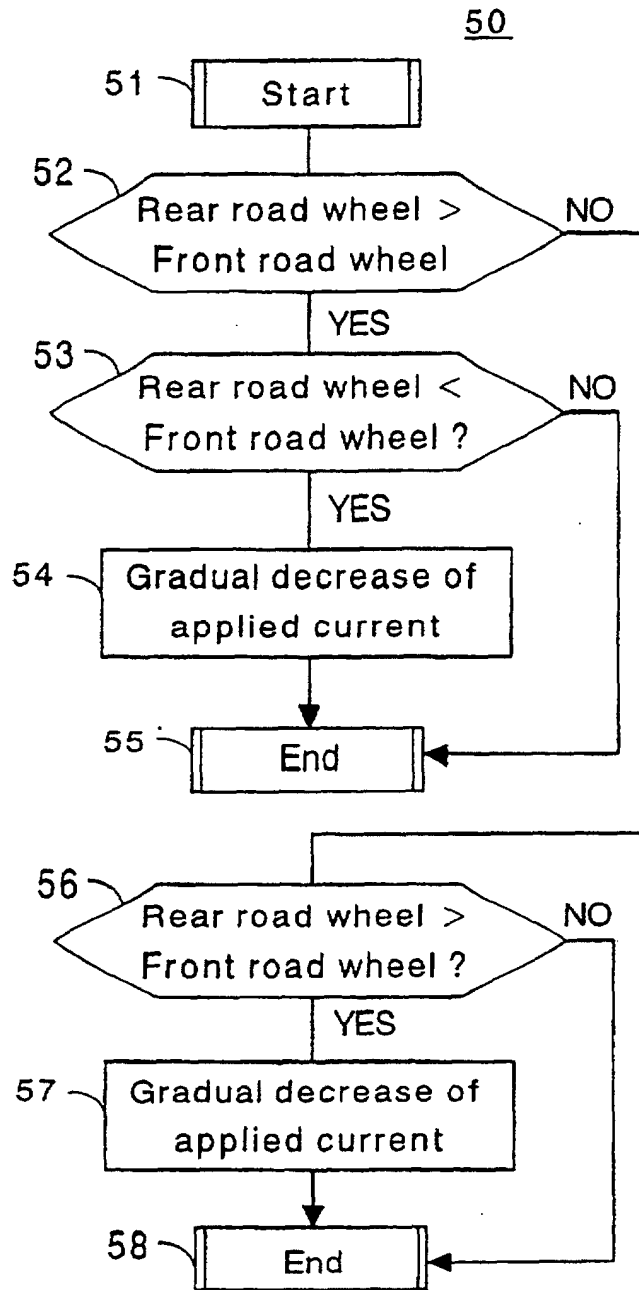 50
51
Start
52
Rear road wheel >
Front road wheel
NO
YES
53
Rear road wheel <
Front road wheel ?
NO
YES
54
Gradual decrease of
applied current
55
End
56
Rear road wheel >
Front road wheel ?
NO
YES
57
Gradual decrease of
applied current
58
End